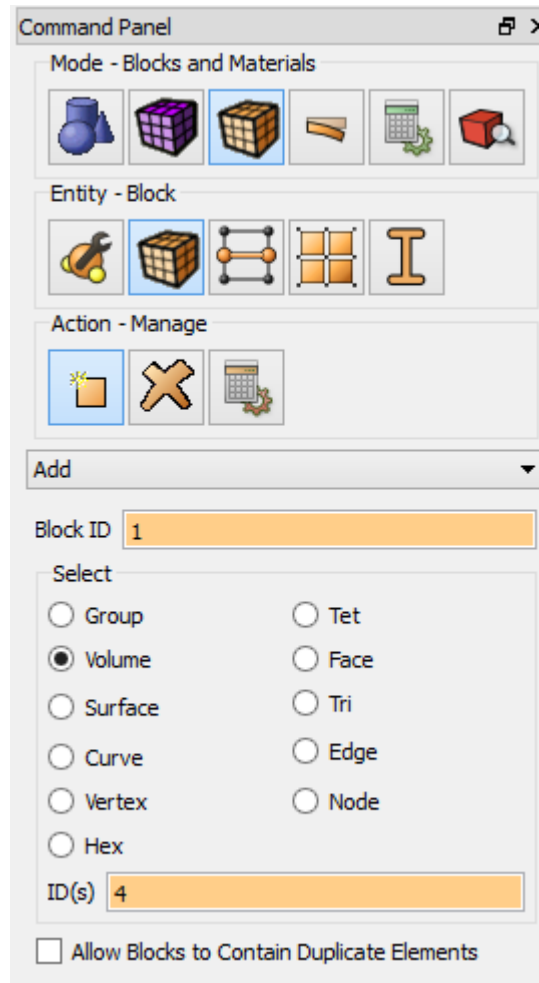 Command Panel
Mode - Blocks and Materials
Entity - Block
Action - Manage
Add
Block ID 1
Select
Group Tet
Volume Face
Surface Tri
Curve Edge
Vertex Node
Hex
ID(s) 4
Allow Blocks to Contain Duplicate Elements